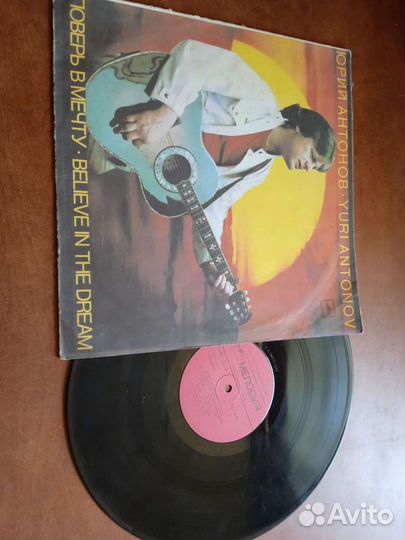 ПОВЕРЬ В МЕЧТУ · BELIEVE IN THE DREAM
ЮРИЙ АНТОНОВ · YURI ANTONOV
МЕЛОДИЯ
Avito